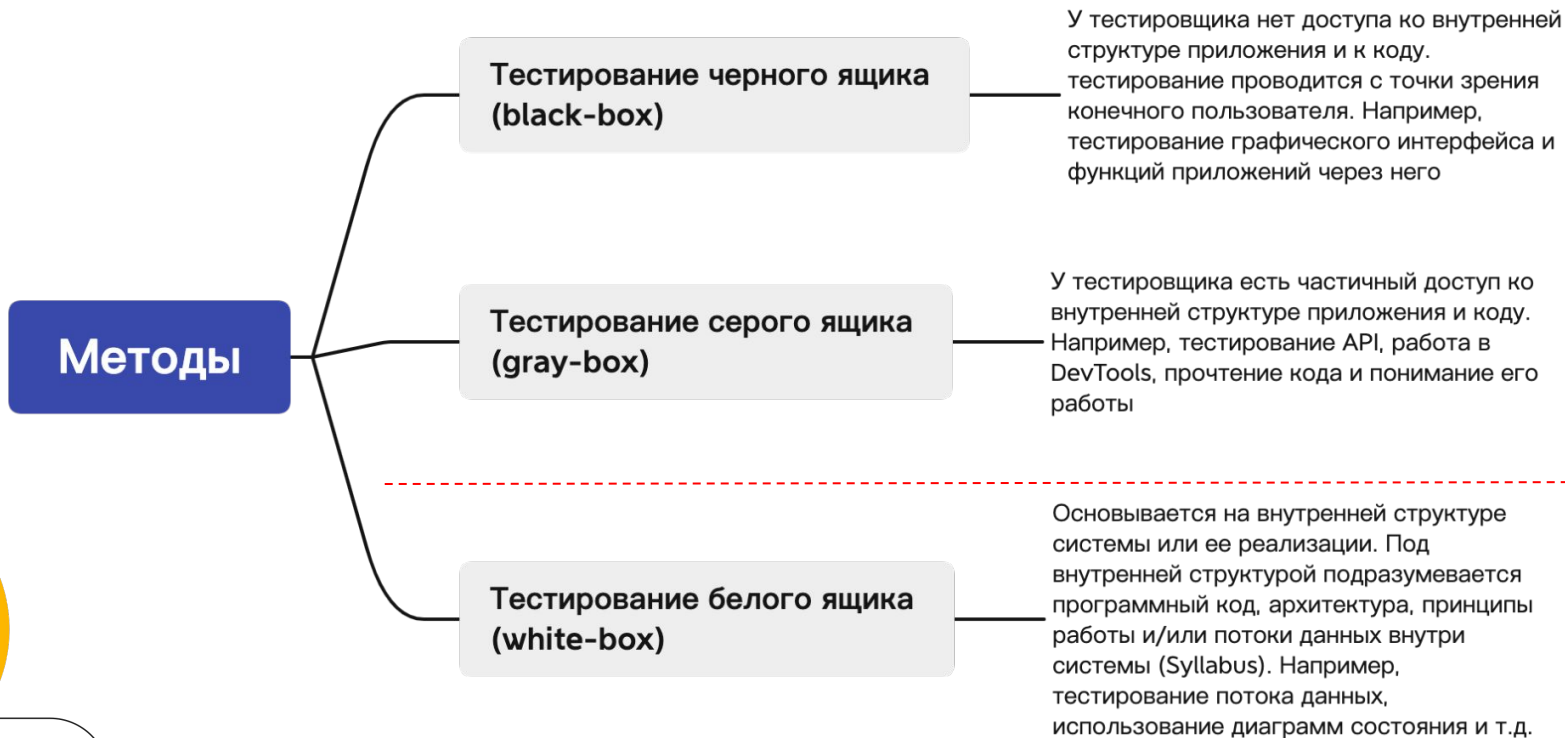 Методы
Тестирование черного ящика
(black-box)
У тестировщика нет доступа ко внутренней
структуре приложения и к коду.
тестирование проводится с точки зрения
конечного пользователя. Например,
тестирование графического интерфейса и
функций приложений через него
Тестирование серого ящика
(gray-box)
У тестировщика есть частичный доступ ко
внутренней структуре приложения и коду.
Например, тестирование API, работа в
DevTools, прочтение кода и понимание его
работы
Тестирование белого ящика
(white-box)
Основывается на внутренней структуре
системы или ее реализации. Под
внутренней структурой подразумевается
программный код, архитектура, принципы
работы и/или потоки данных внутри
системы (Syllabus). Например,
тестирование потока данных,
использование диаграмм состояния и т.д.